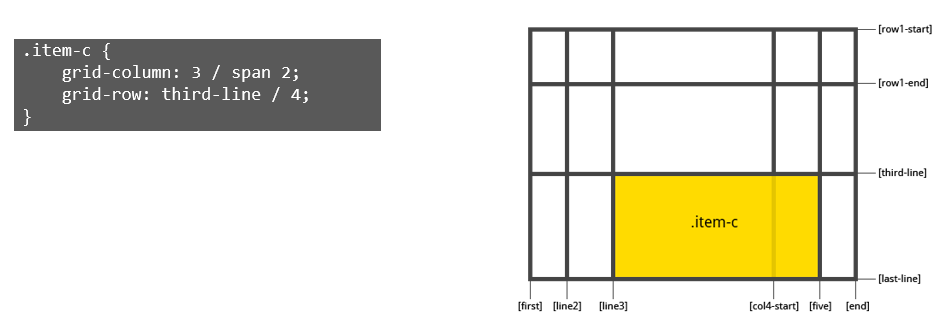 .item-c {
    grid-column: 3 / span 2;
    grid-row: third-line / 4;
}
[row1-start]
[row1-end]
[third-line]
.item-c
[last-line]
[first] [line2] [line3] [col4-start] [five] [end]